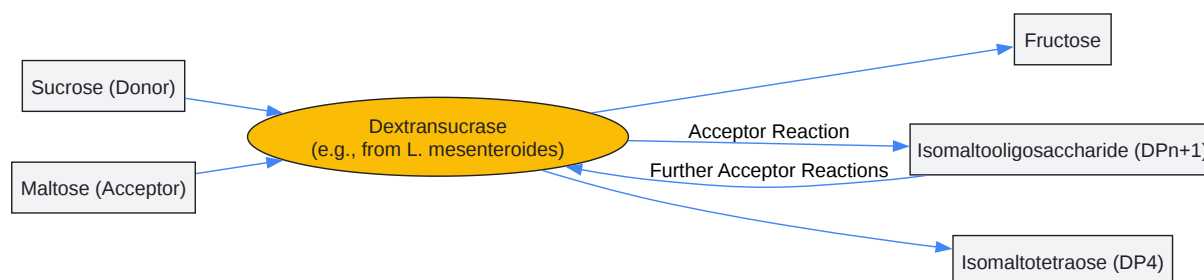 Fructose
Sucrose (Donor)
Dextransucrase
(e.g., from L. mesenteroides)
Acceptor Reaction
Isomaltooligosaccharide (DPn+1)
Further Acceptor Reactions
Maltose (Acceptor)
Isomaltotetraose (DP4)